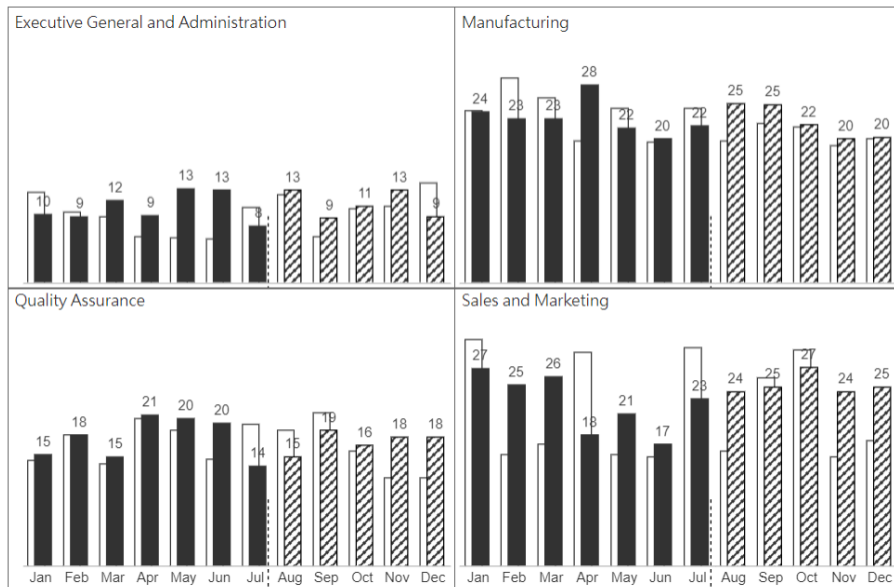 Executive General and Administration
10 9 12 9 13 13 8 13 9 11 13 9
Manufacturing
24 23 23 28 22 20 22 25 25 22 20 20
Quality Assurance
15 18 15 21 20 20 14 15 19 16 18 18
Jan Feb Mar Apr May Jun Jul Aug Sep Oct Nov Dec
Sales and Marketing
27 25 26 18 21 17 23 24 25 27 24 25
Jan Feb Mar Apr May Jun Jul Aug Sep Oct Nov Dec